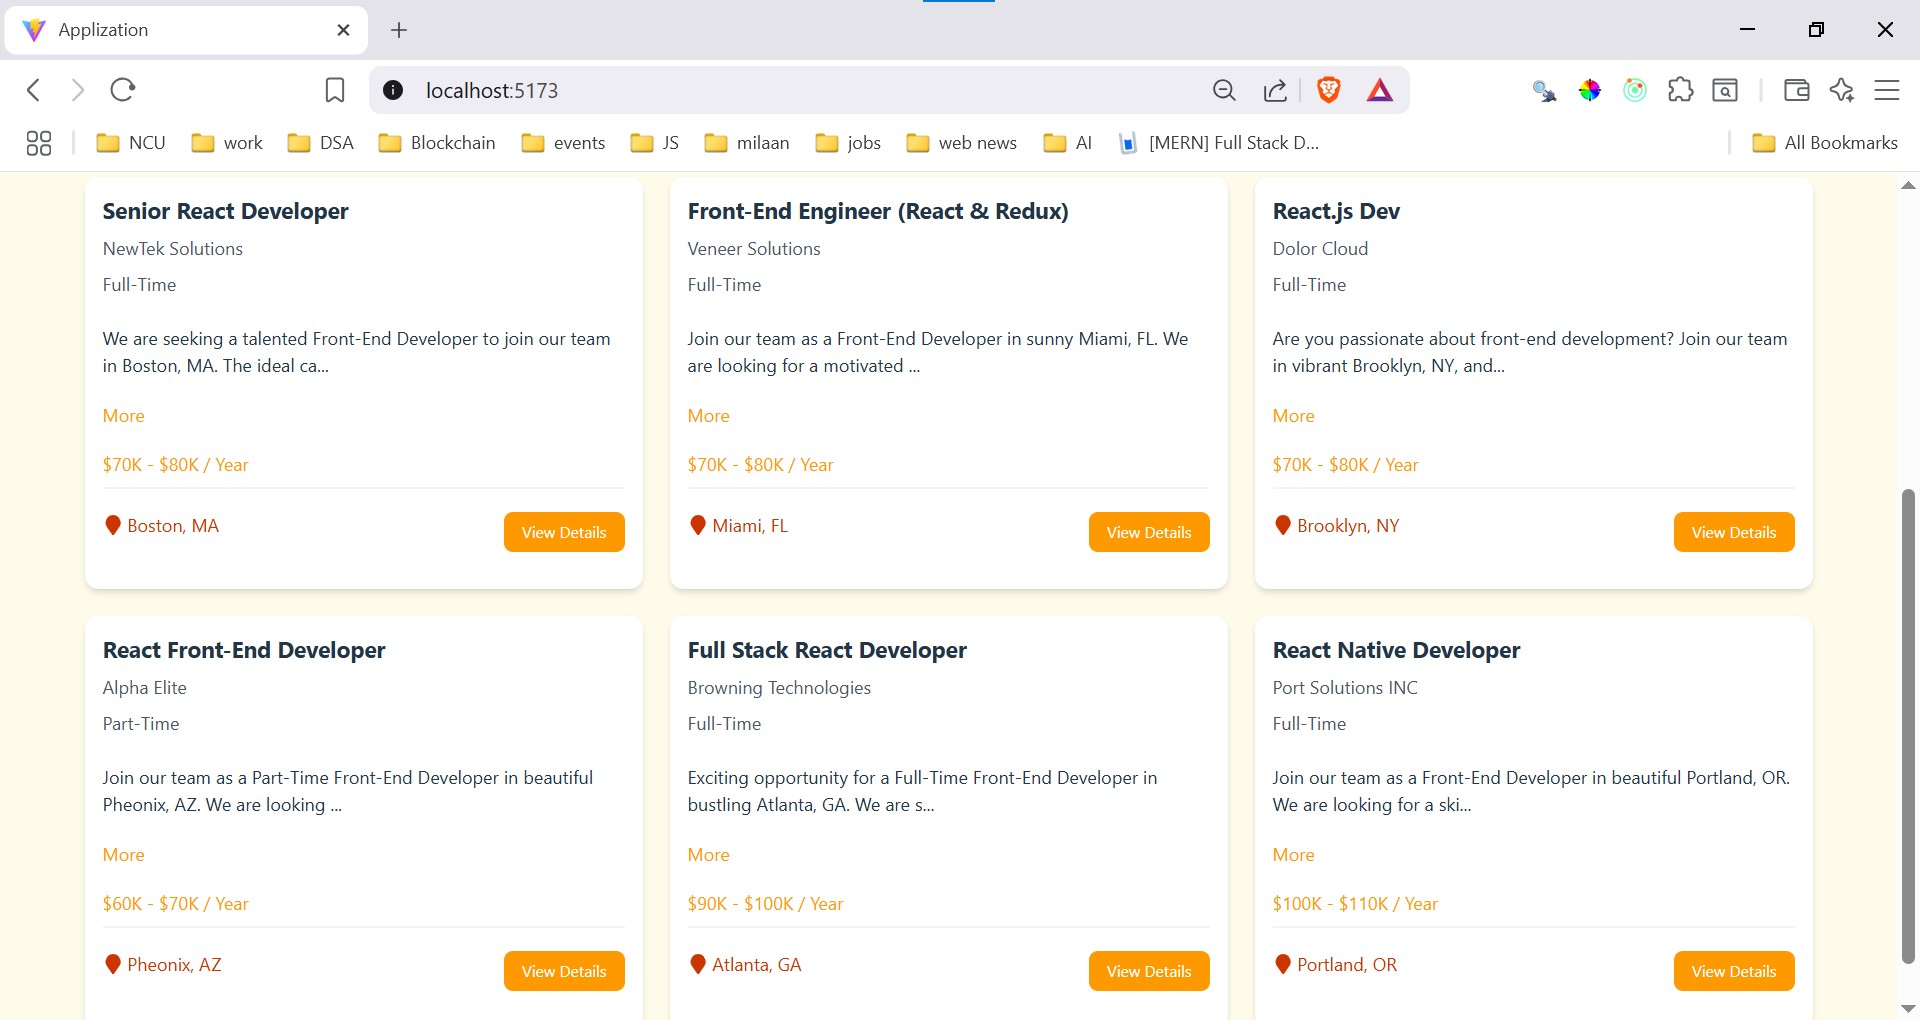 Applization
localhost:5173
NCU
work
DSA
Blockchain
events
JS
milaan
jobs
web news
AI
[MERN] Full Stack D...
All Bookmarks
Senior React Developer
NewTek Solutions
Full-Time
We are seeking a talented Front-End Developer to join our team
in Boston, MA. The ideal ca...
More
$70K - $80K / Year
Boston, MA
View Details
Front-End Engineer (React & Redux)
Veneer Solutions
Full-Time
Join our team as a Front-End Developer in sunny Miami, FL. We
are looking for a motivated ...
More
$70K - $80K / Year
Miami, FL
View Details
React.js Dev
Dolor Cloud
Full-Time
Are you passionate about front-end development? Join our team
in vibrant Brooklyn, NY, and...
More
$70K - $80K / Year
Brooklyn, NY
View Details
React Front-End Developer
Alpha Elite
Part-Time
Join our team as a Part-Time Front-End Developer in beautiful
Pheonix, AZ. We are looking ...
More
$60K - $70K / Year
Pheonix, AZ
View Details
Full Stack React Developer
Browning Technologies
Full-Time
Exciting opportunity for a Full-Time Front-End Developer in
bustling Atlanta, GA. We are s...
More
$90K - $100K / Year
Atlanta, GA
View Details
React Native Developer
Port Solutions INC
Full-Time
Join our team as a Front-End Developer in beautiful Portland, OR.
We are looking for a ski...
More
$100K - $110K / Year
Portland, OR
View Details